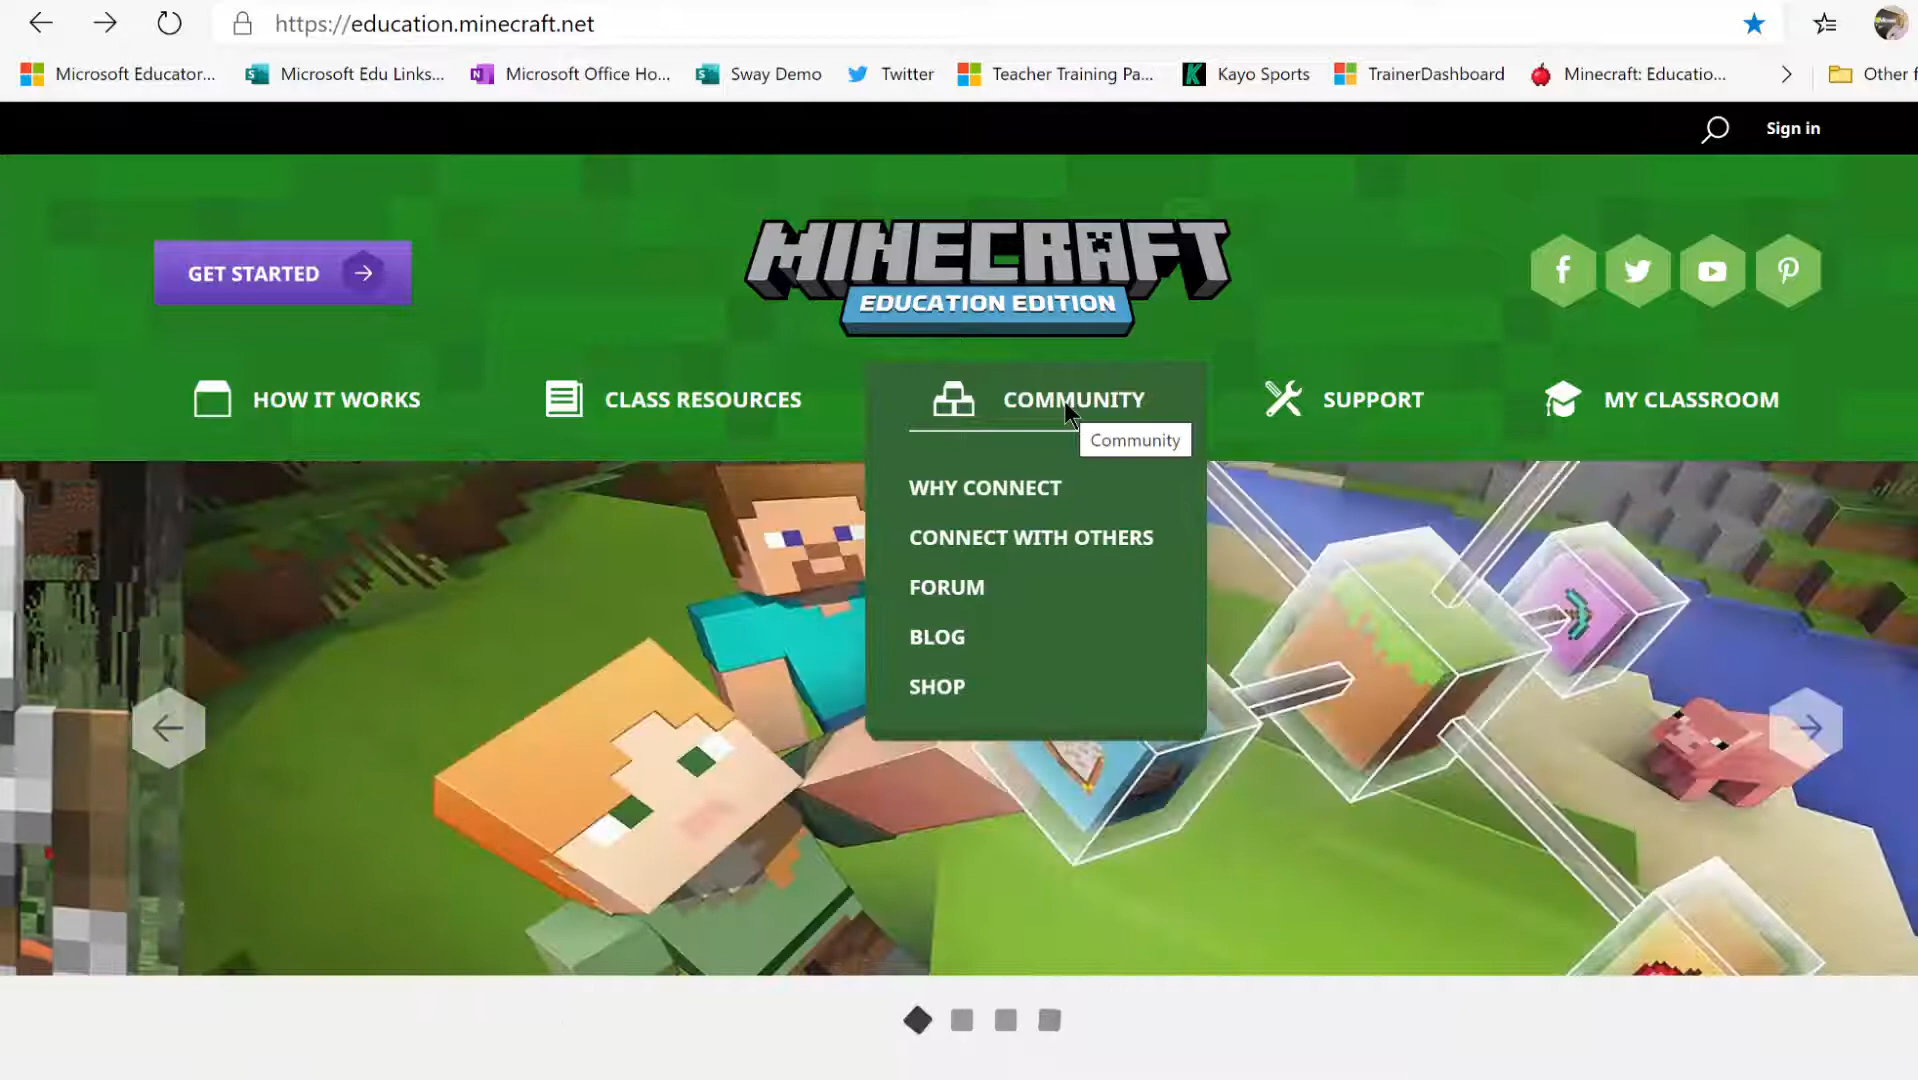 https://education.minecraft.net
Microsoft Educator... Microsoft Edu Links... Microsoft Office Ho... Sway Demo Twitter Teacher Training Pa... Kayo Sports TrainerDashboard Minecraft: Educatio... Other f
Sign in
GET STARTED
MINECRAFT
EDUCATION EDITION
HOW IT WORKS CLASS RESOURCES COMMUNITY SUPPORT MY CLASSROOM
Community
WHY CONNECT
CONNECT WITH OTHERS
FORUM
BLOG
SHOP